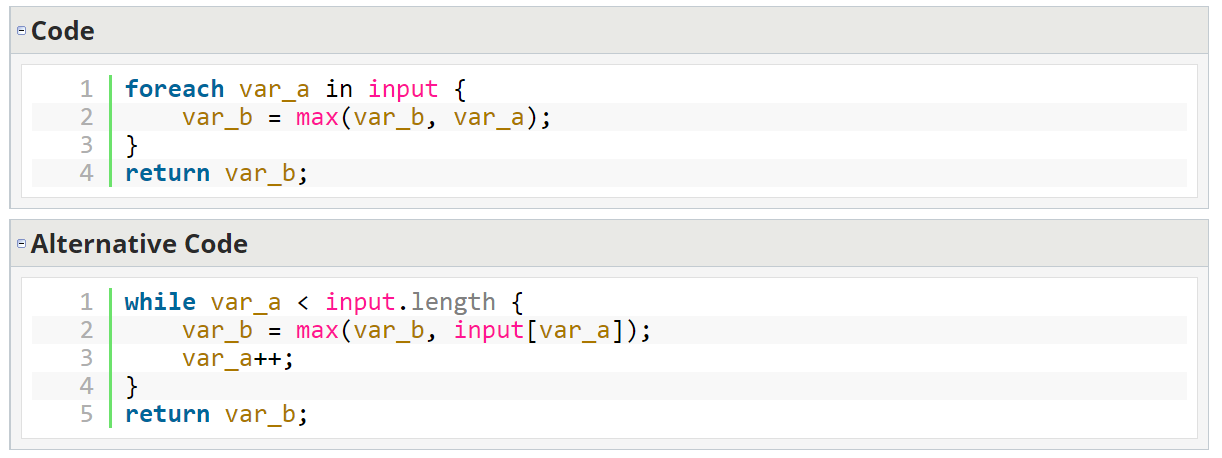 Code
1 foreach var_a in input {
2     var_b = max(var_b, var_a);
3 }
4 return var_b;
Alternative Code
1 while var_a < input.length {
2     var_b = max(var_b, input[var_a]);
3     var_a++;
4 }
5 return var_b;